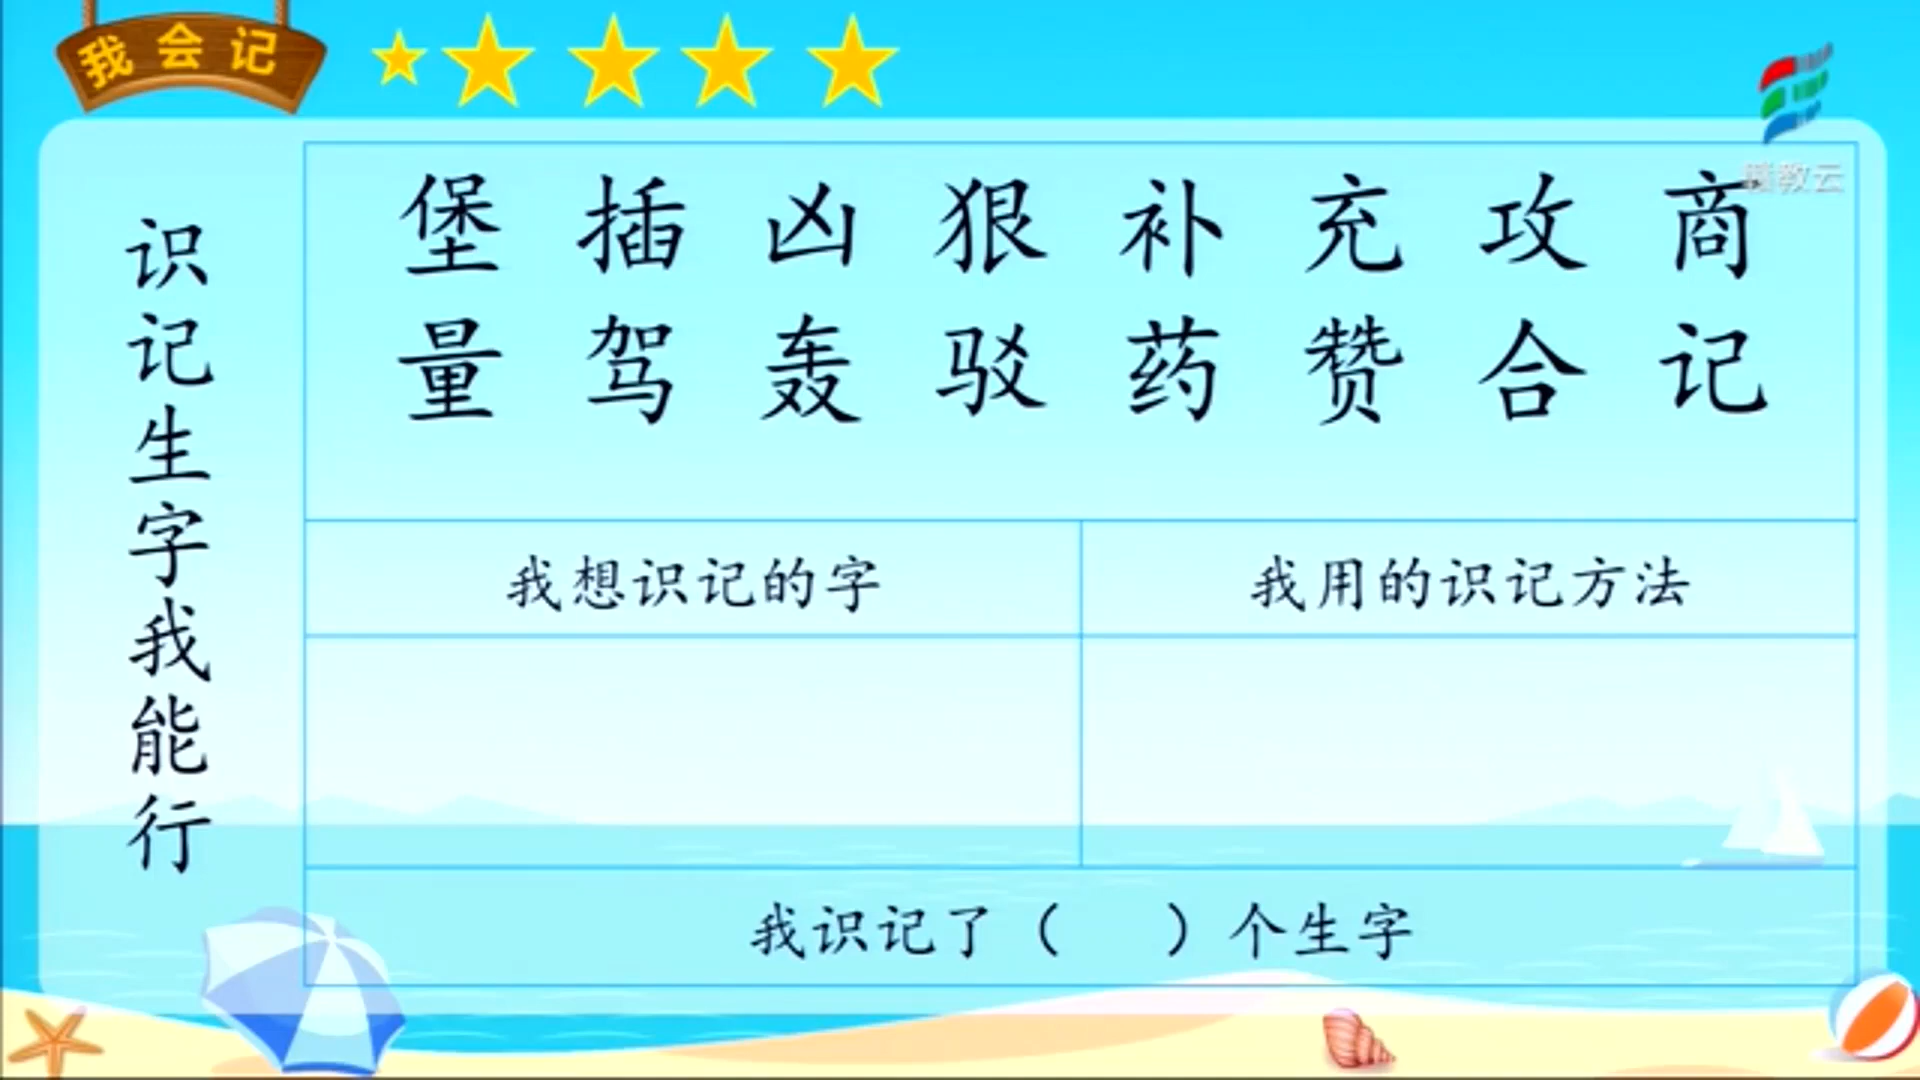 我会记
识记生字我能行
堡 插 凶 狠 补 充 攻 商
量 驾 轰 驳 药 赞 合 记
我想识记的字 我用的识记方法
我识记了（ ）个生字